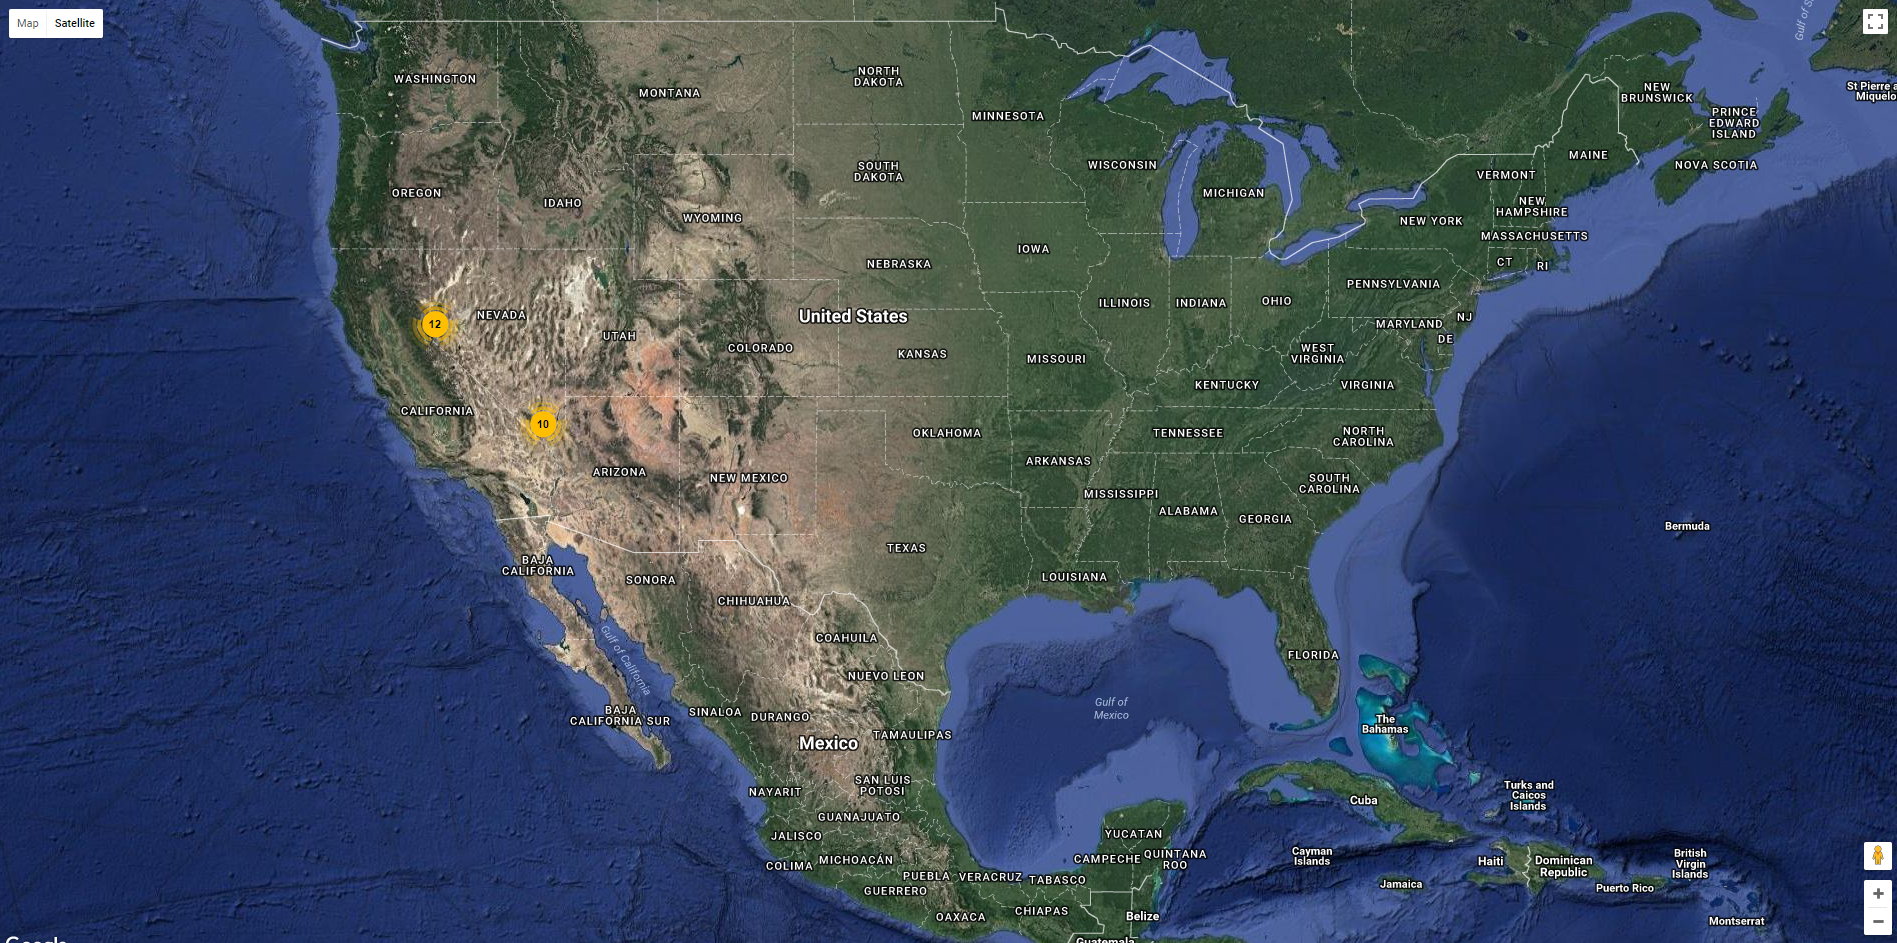 Map
Satellite
Gulf of S
WASHINGTON
MONTANA
NORTH
DAKOTA
MINNESOTA
NEW
BRUNSWICK
PRINCE
EDWARD
ISLAND
St Pierre a
Miquelo
SOUTH
DAKOTA
WISCONSIN
MAINE
NOVA SCOTIA
VERMONT
OREGON
IDAHO
WYOMING
MICHIGAN
NEW
HAMPSHIRE
NEW YORK
MASSACHUSETTS
IOWA
NEBRASKA
CT
RI
PENNSYLVANIA
ILLINOIS
INDIANA
OHIO
12
NEVADA
United States
NJ
MARYLAND
DE
UTAH
COLORADO
KANSAS
MISSOURI
WEST
VIRGINIA
KENTUCKY
VIRGINIA
CALIFORNIA
10
OKLAHOMA
TENNESSEE
NORTH
CAROLINA
ARKANSAS
ARIZONA
NEW MEXICO
SOUTH
CAROLINA
MISSISSIPPI
ALABAMA
GEORGIA
Bermuda
TEXAS
BAJA
CALIFORNIA
SONORA
LOUISIANA
CHIHUAHUA
COAHUILA
Gulf of California
FLORIDA
NUEVO LEON
Gulf of
Mexico
BAJA
CALIFORNIA SUR
SINALOA
DURANGO
The
Bahamas
TAMAULIPAS
Mexico
SAN LUIS
POTOSI
NAYARIT
Turks and
Caicos
Islands
Cuba
GUANAJUATO
JALISCO
YUCATAN
COLIMA
MICHOACÁN
CAMPECHE
QUINTANA
ROO
Cayman
Islands
Haiti
Dominican
Republic
British
Virgin
Islands
PUEBLA
VERACRUZ
TABASCO
Jamaica
Puerto Rico
GUERRERO
OAXACA
CHIAPAS
Belize
Montserrat
Guatemala
Google